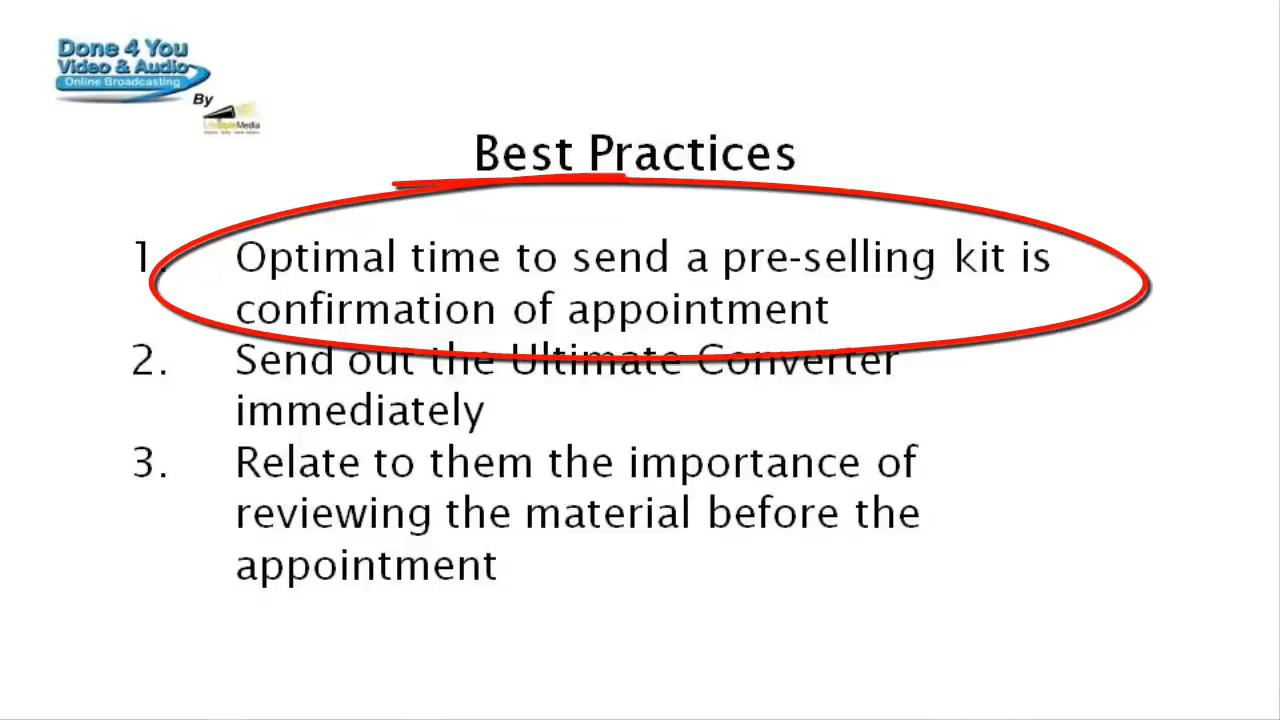 Done 4 You
Video & Audio
Online Broadcasting
By
Media
Best Practices
1. Optimal time to send a pre-selling kit is
confirmation of appointment
2. Send out the Ultimate Converter
immediately
3. Relate to them the importance of
reviewing the material before the
appointment